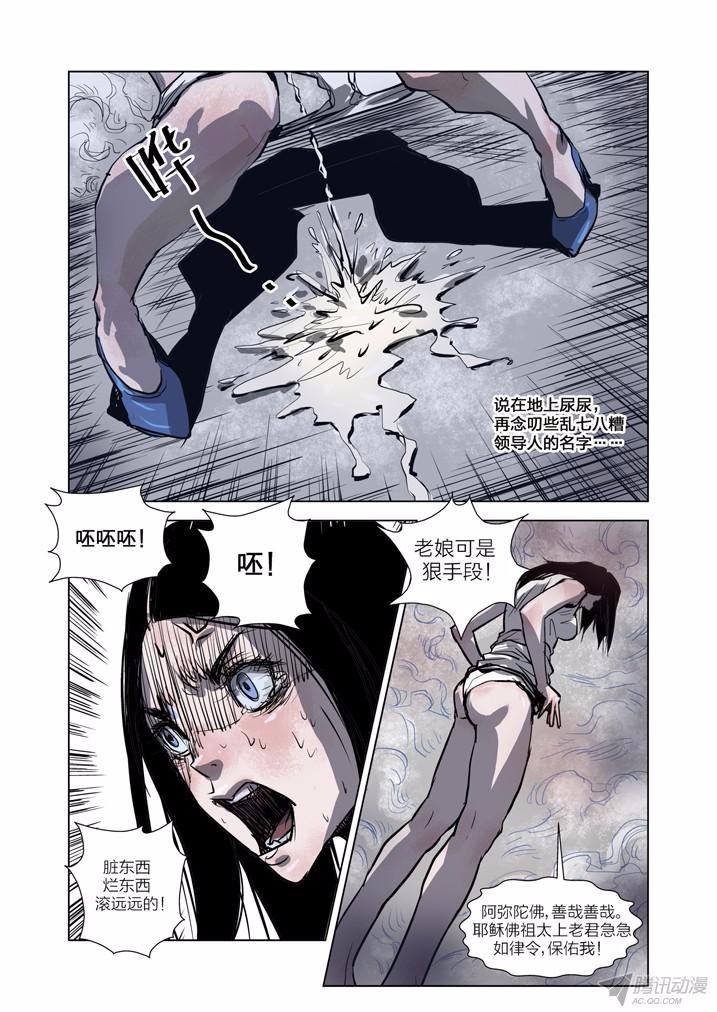 哗
～
…
说在地上尿尿，
再念叨些乱七八糟
领导人的名字……
呸呸呸！
呸！
老娘可是
狠手段！
脏东西
烂东西
滚远远的！
阿弥陀佛，善哉善哉。
耶稣佛祖太上老君急急
如律令，保佑我！
腾讯动漫
AC.QQ.COM